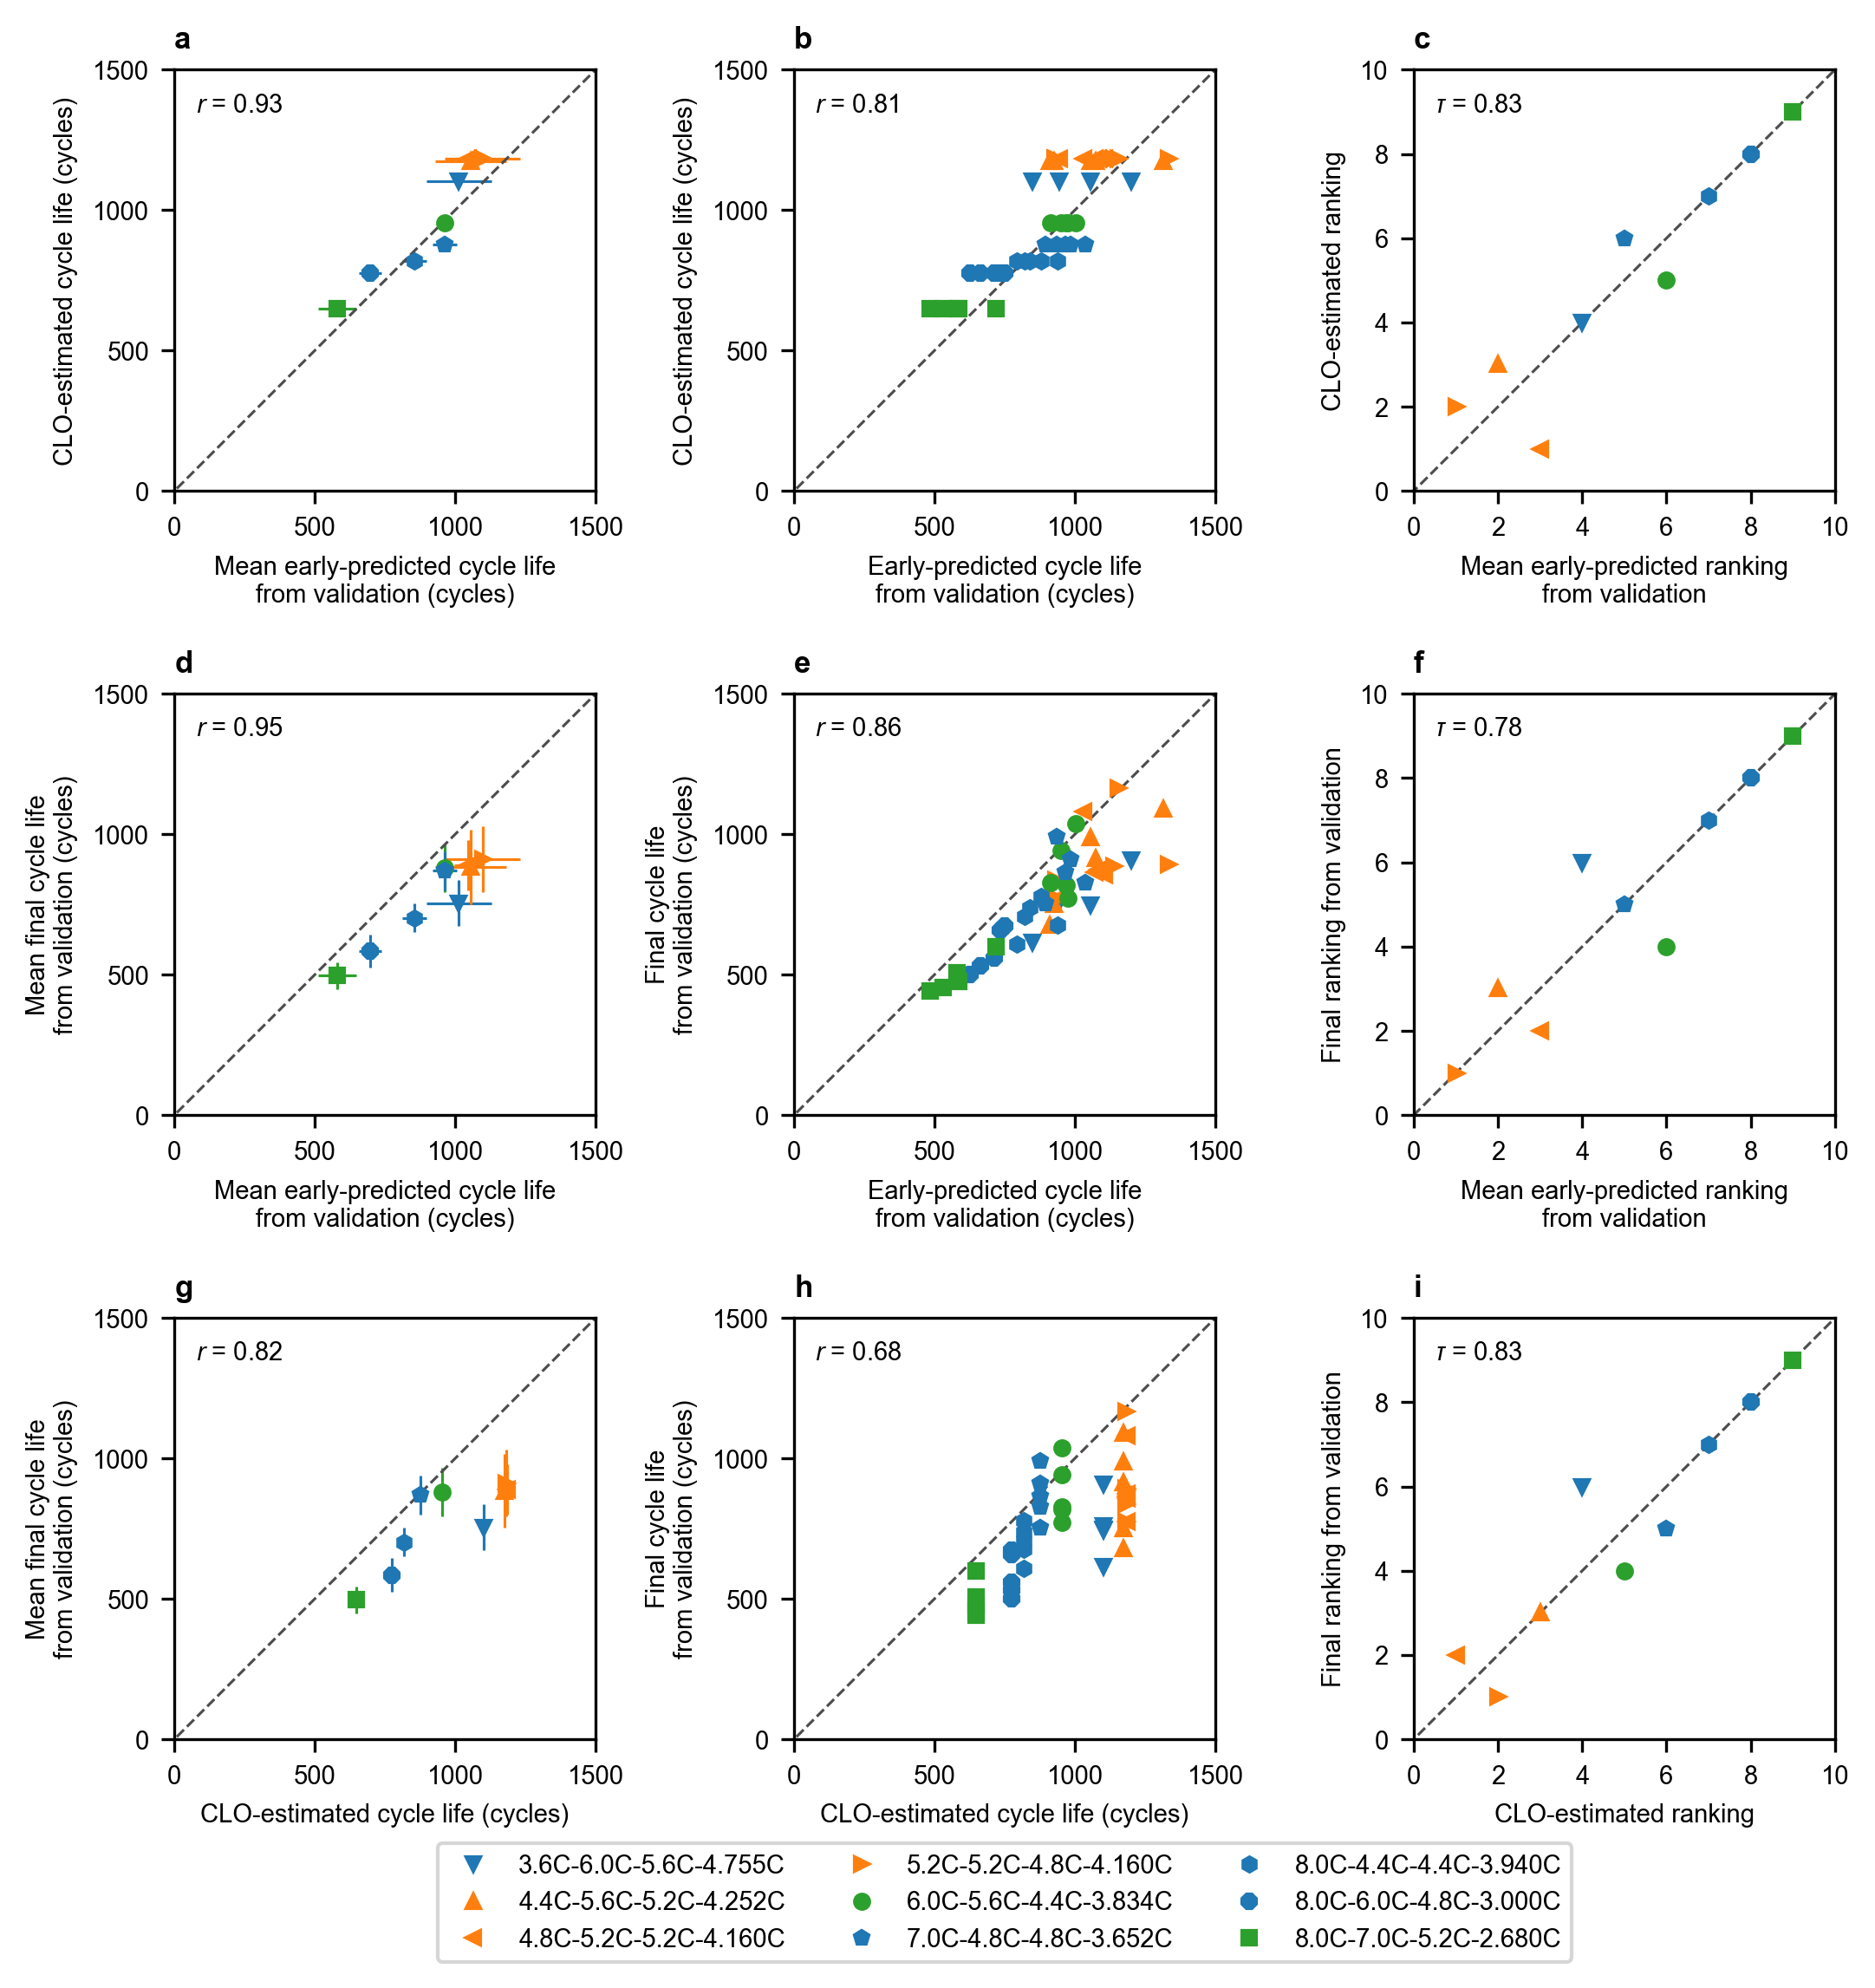 a
1500
1000
500
0
r = 0.93
CLO-estimated cycle life (cycles)
0 500 1000 1500
Mean early-predicted cycle life
from validation (cycles)
b
1500
1000
500
0
r = 0.81
CLO-estimated cycle life (cycles)
0 500 1000 1500
Early-predicted cycle life
from validation (cycles)
c
10
8
6
4
2
0
τ = 0.83
CLO-estimated ranking
0 2 4 6 8 10
Mean early-predicted ranking
from validation
d
1500
1000
500
0
r = 0.95
Mean final cycle life
from validation (cycles)
0 500 1000 1500
Mean early-predicted cycle life
from validation (cycles)
e
1500
1000
500
0
r = 0.86
Final cycle life
from validation (cycles)
0 500 1000 1500
Early-predicted cycle life
from validation (cycles)
f
10
8
6
4
2
0
τ = 0.78
Final ranking from validation
0 2 4 6 8 10
Mean early-predicted ranking
from validation
g
1500
1000
500
0
r = 0.82
Mean final cycle life
from validation (cycles)
0 500 1000 1500
CLO-estimated cycle life (cycles)
h
1500
1000
500
0
r = 0.68
Final cycle life
from validation (cycles)
0 500 1000 1500
CLO-estimated cycle life (cycles)
i
10
8
6
4
2
0
τ = 0.83
Final ranking from validation
0 2 4 6 8 10
CLO-estimated ranking
3.6C-6.0C-5.6C-4.755C
4.4C-5.6C-5.2C-4.252C
4.8C-5.2C-5.2C-4.160C
5.2C-5.2C-4.8C-4.160C
6.0C-5.6C-4.4C-3.834C
7.0C-4.8C-4.8C-3.652C
8.0C-4.4C-4.4C-3.940C
8.0C-6.0C-4.8C-3.000C
8.0C-7.0C-5.2C-2.680C